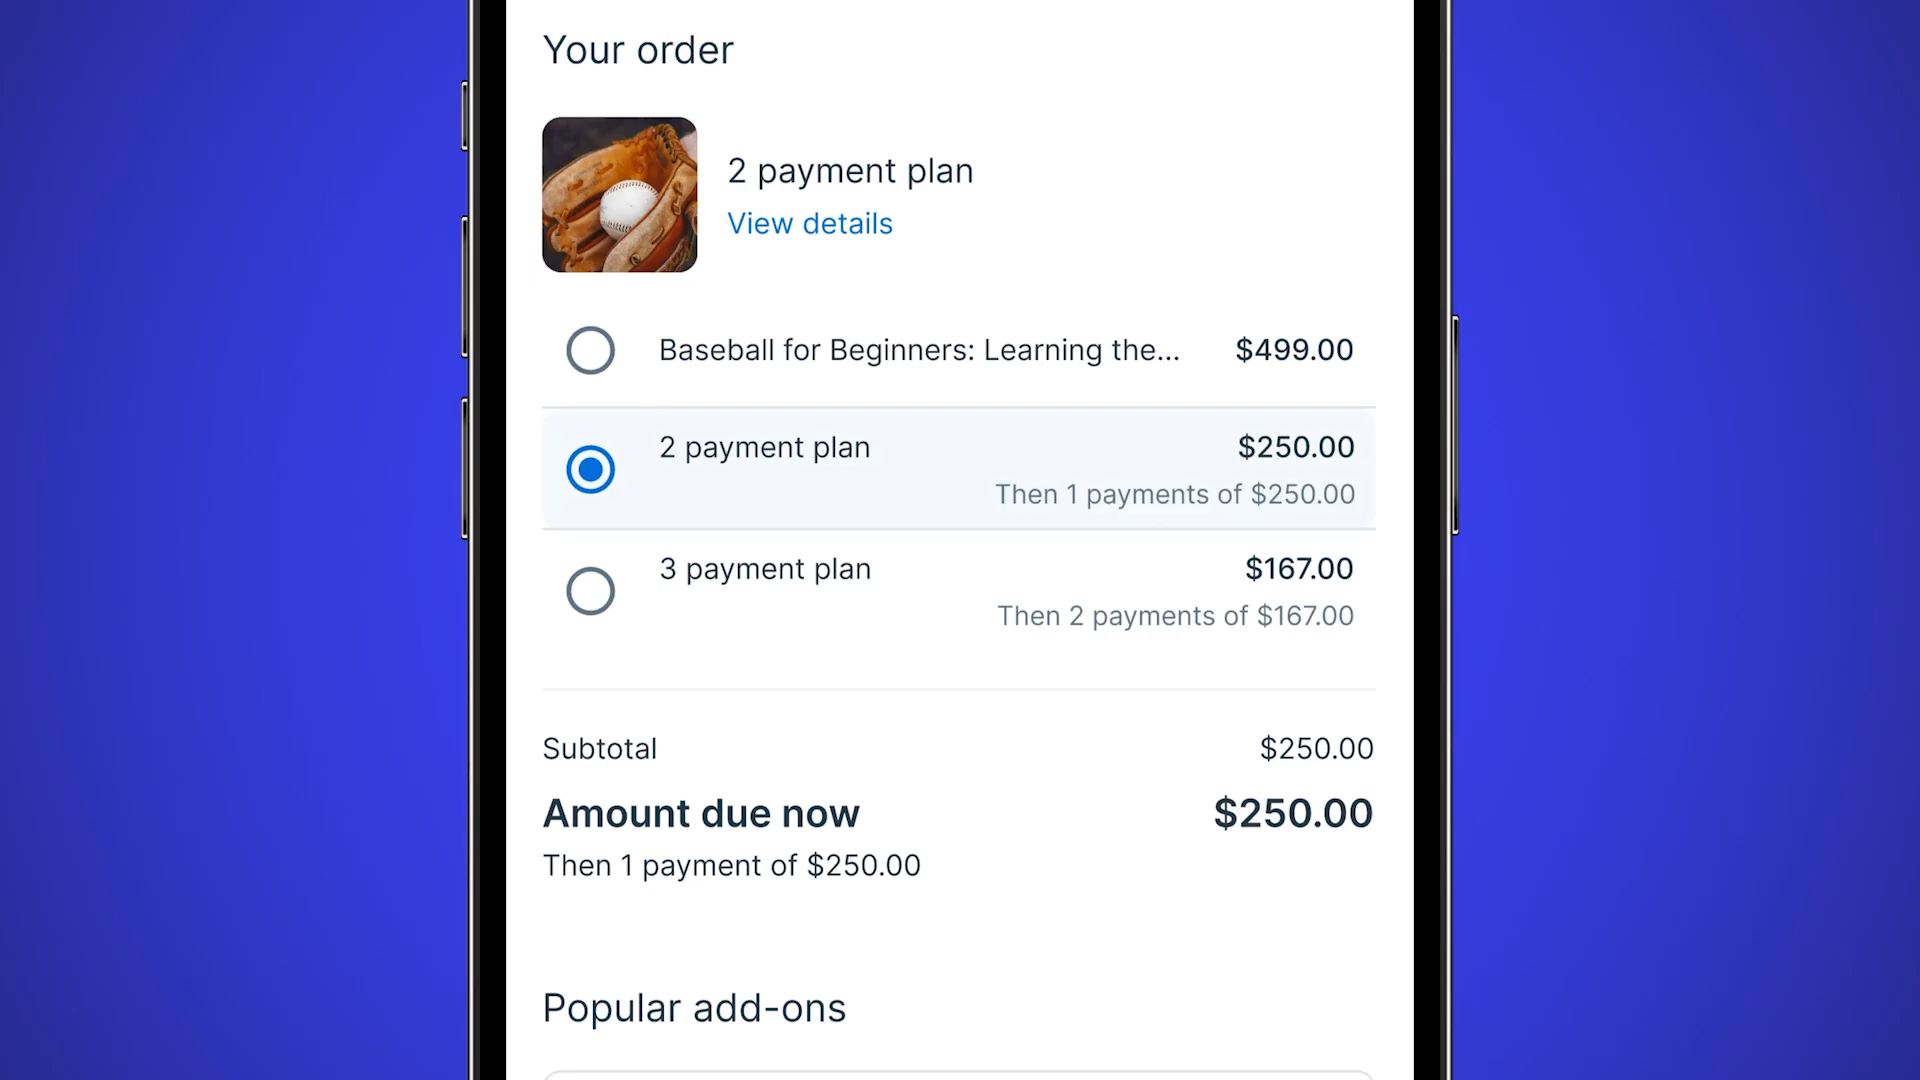 Your order
2 payment plan
View details
Baseball for Beginners: Learning the... $499.00
2 payment plan $250.00
Then 1 payments of $250.00
3 payment plan $167.00
Then 2 payments of $167.00
Subtotal $250.00
Amount due now $250.00
Then 1 payment of $250.00
Popular add-ons